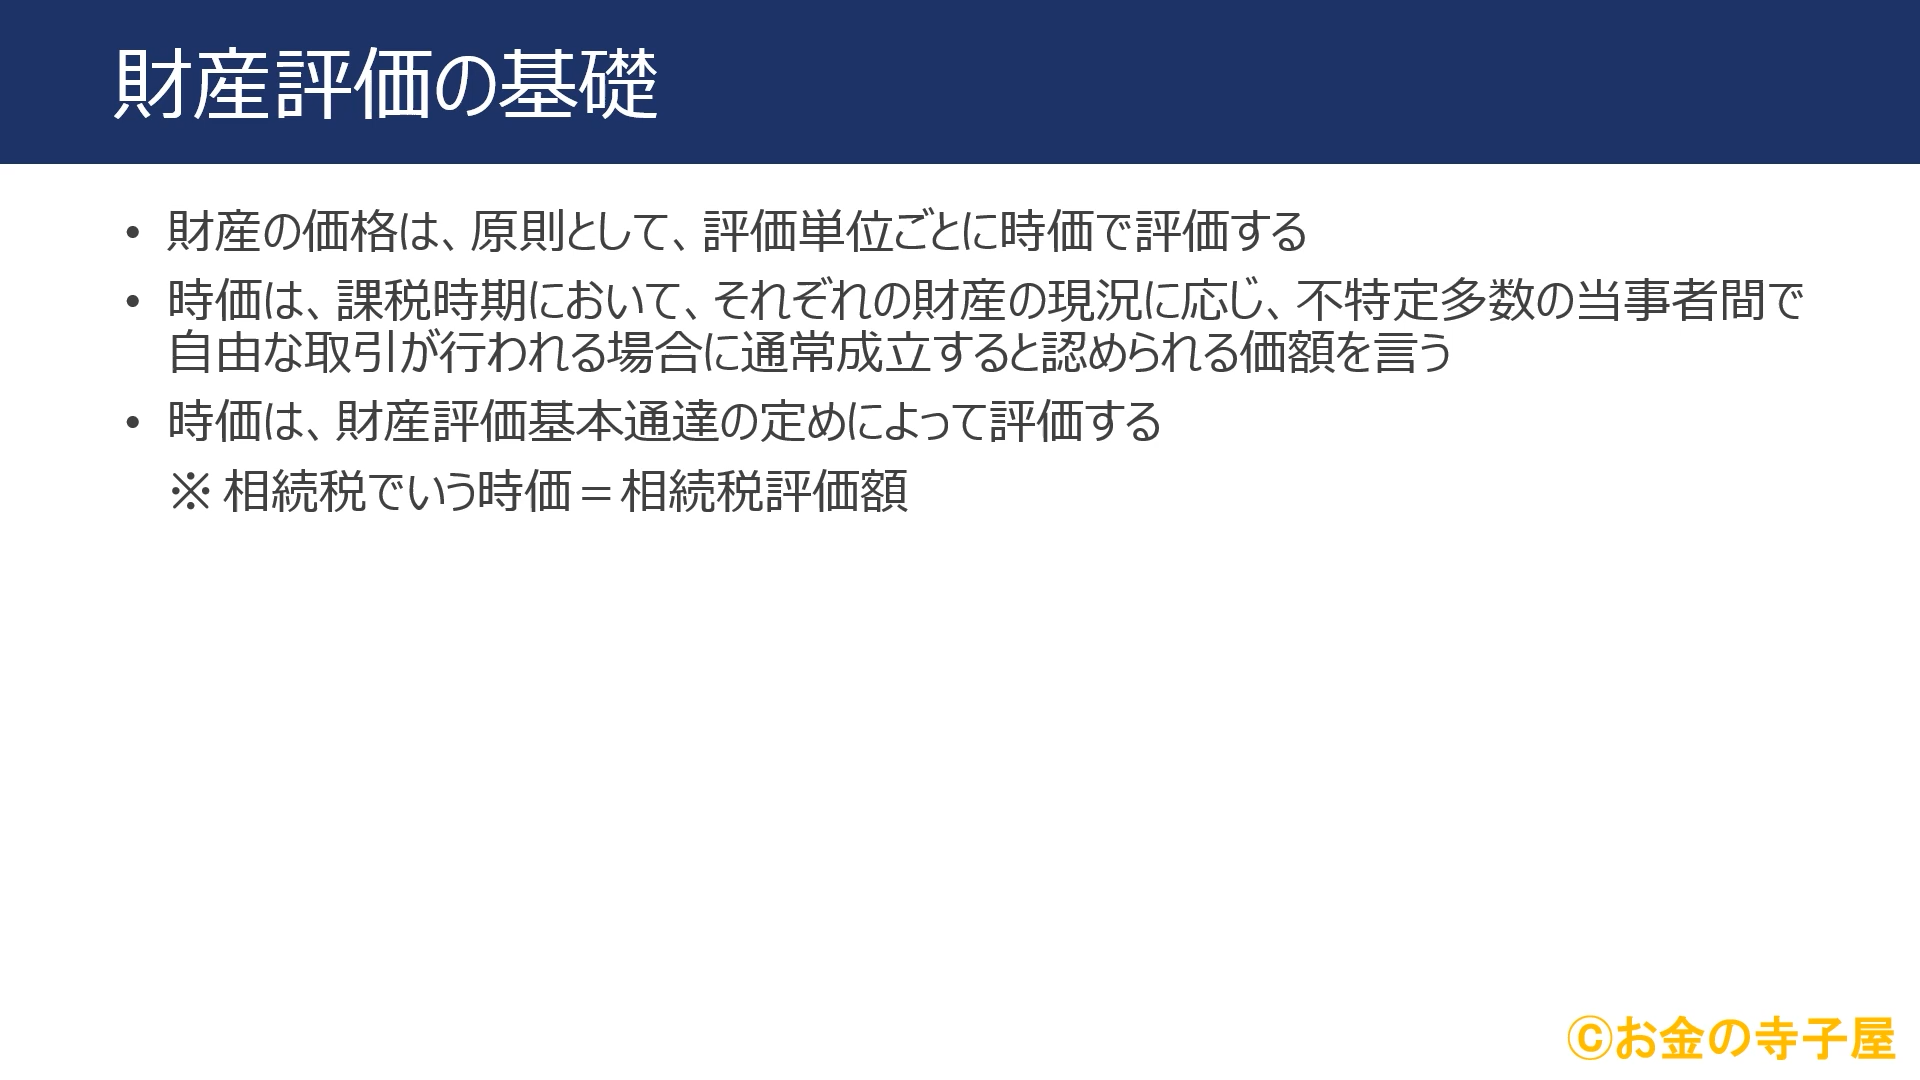 財産評価の基礎
• 財産の価格は、原則として、評価単位ごとに時価で評価する
• 時価は、課税時期において、それぞれの財産の現況に応じ、不特定多数の当事者間で
自由な取引が行われる場合に通常成立すると認められる価額を言う
• 時価は、財産評価基本通達の定めによって評価する
※ 相続税でいう時価＝相続税評価額
©お金の寺子屋